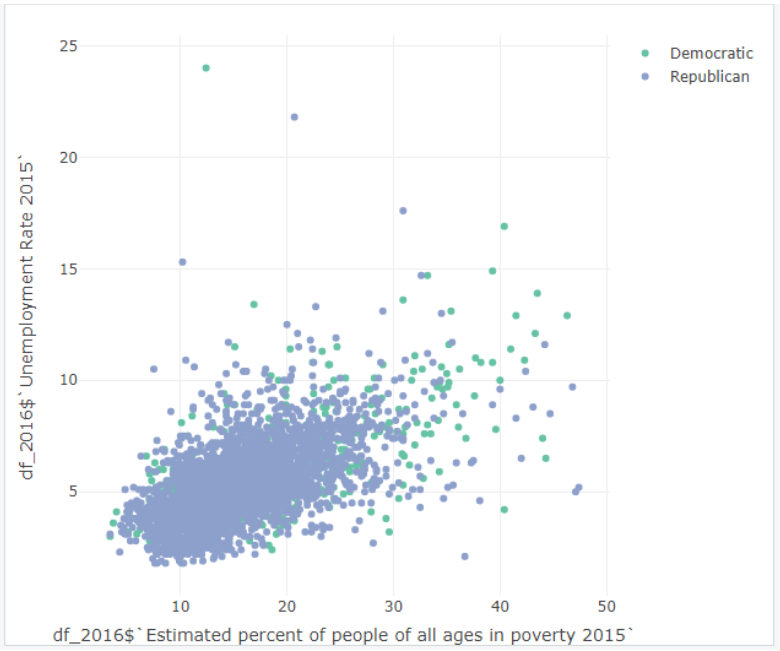 25
20
15
10
5
df_2016$`Unemployment Rate 2015`
10
20
30
40
50
df_2016$`Estimated percent of people of all ages in poverty 2015`
Democratic
Republican